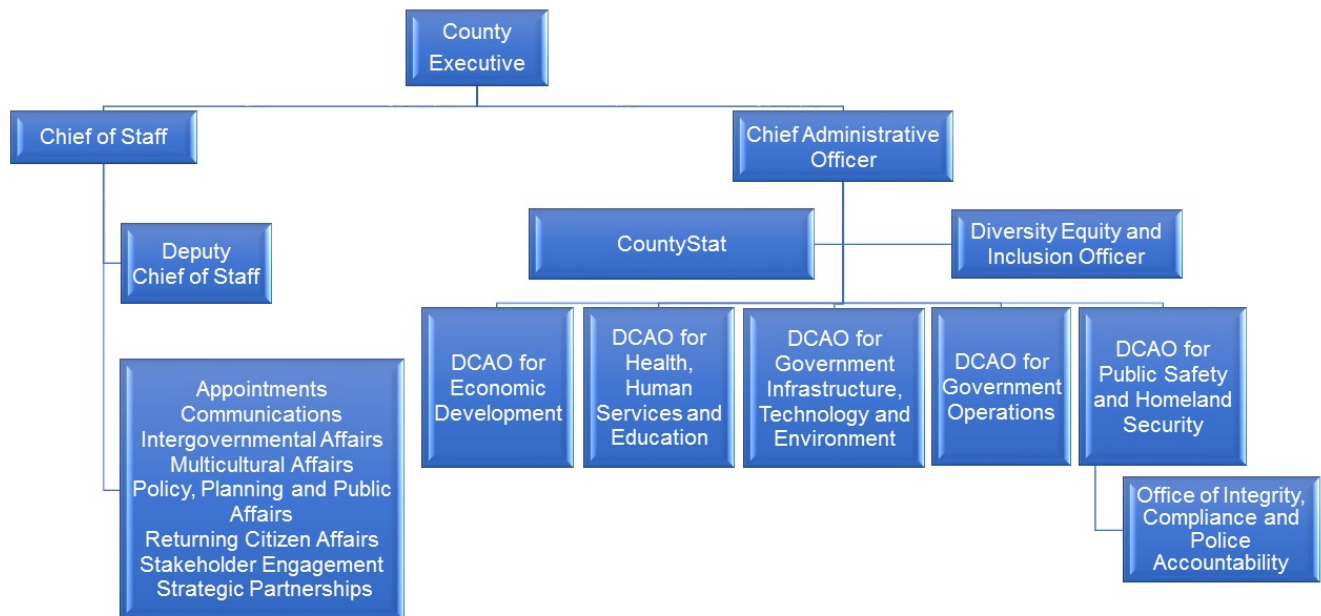 County
Executive
Chief of Staff
Chief Administrative
Officer
Deputy
Chief of Staff
CountyStat
Diversity Equity and
Inclusion Officer
Appointments
Communications
Intergovernmental Affairs
Multicultural Affairs
Policy, Planning and Public
Affairs
Returning Citizen Affairs
Stakeholder Engagement
Strategic Partnerships
DCAO for
Economic
Development
DCAO for
Health,
Human
Services and
Education
DCAO for
Government
Infrastructure,
Technology and
Environment
DCAO for
Government
Operations
DCAO for
Public Safety
and Homeland
Security
Office of Integrity,
Compliance and
Police
Accountability